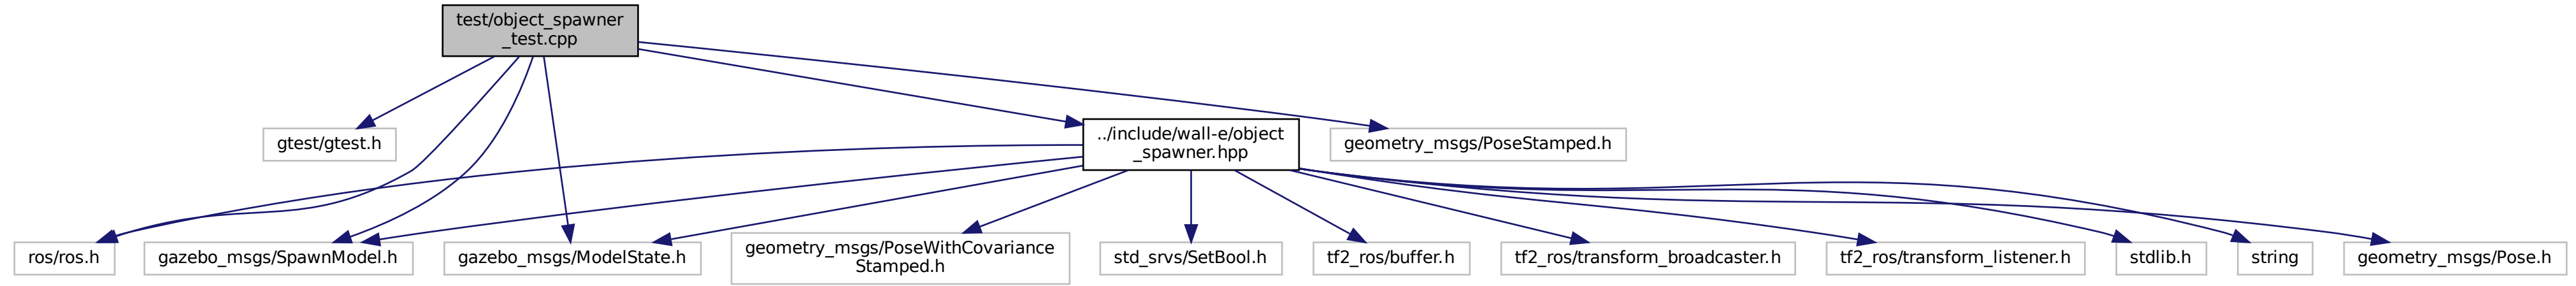 test/object_spawner
_test.cpp
../include/wall-e/object
_spawner.hpp
gtest/gtest.h
geometry_msgs/PoseStamped.h
ros/ros.h
gazebo_msgs/SpawnModel.h
gazebo_msgs/ModelState.h
geometry_msgs/PoseWithCovariance
Stamped.h
std_srvs/SetBool.h
tf2_ros/buffer.h
tf2_ros/transform_broadcaster.h
tf2_ros/transform_listener.h
stdlib.h
string
geometry_msgs/Pose.h